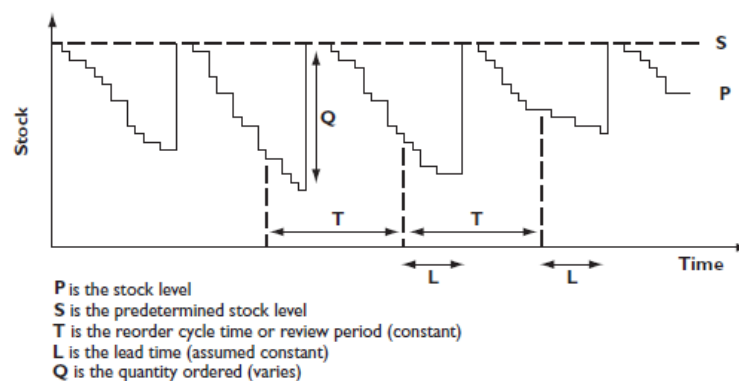 S
P
Stock
Q
T
T
Time
L
L
P is the stock level
S is the predetermined stock level
T is the reorder cycle time or review period (constant)
L is the lead time (assumed constant)
Q is the quantity ordered (varies)